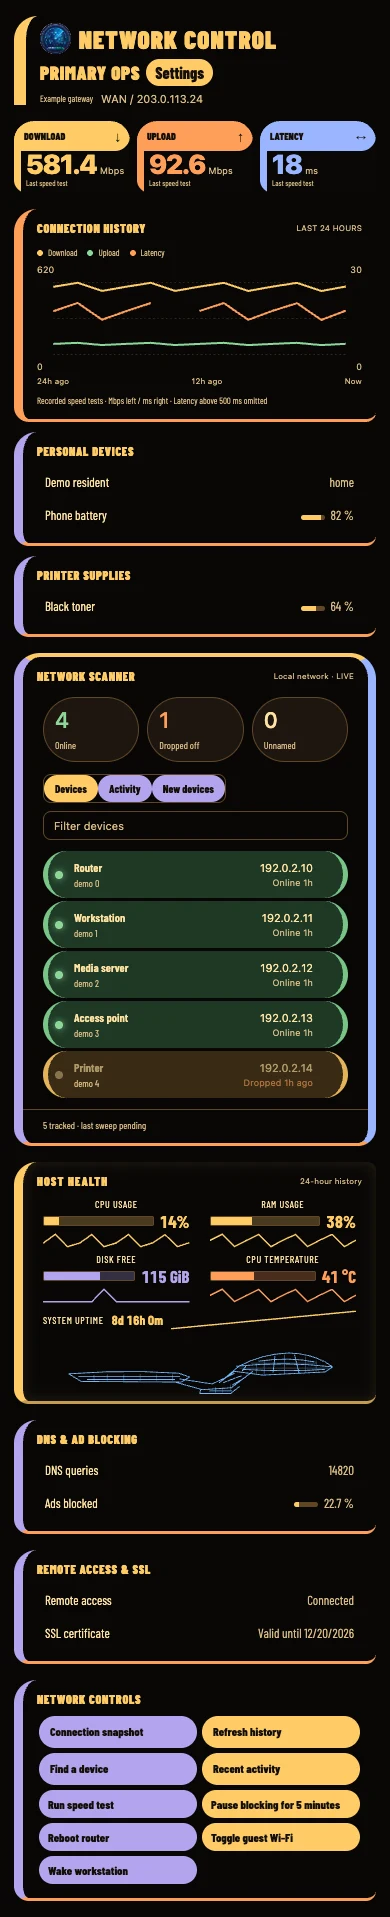 NETWORK CONTROL
PRIMARY OPS Settings
Example gateway WAN / 203.0.113.24
DOWNLOAD ↓ UPLOAD ↑ LATENCY ↔
581.4 Mbps 92.6 Mbps 18 ms
Last speed test Last speed test Last speed test
CONNECTION HISTORY LAST 24 HOURS
Download Upload Latency
620 30
0 0
24h ago 12h ago Now
Recorded speed tests · Mbps left / ms right · Latency above 500 ms omitted
PERSONAL DEVICES
Demo resident home
Phone battery 82 %
PRINTER SUPPLIES
Black toner 64 %
NETWORK SCANNER Local network · LIVE
4 1 0
Online Dropped off Unnamed
Devices Activity New devices
Filter devices
Router 192.0.2.10
demo 0 Online 1h
Workstation 192.0.2.11
demo 1 Online 1h
Media server 192.0.2.12
demo 2 Online 1h
Access point 192.0.2.13
demo 3 Online 1h
Printer 192.0.2.14
demo 4 Dropped 1h ago
5 tracked · last sweep pending
HOST HEALTH 24-hour history
CPU USAGE RAM USAGE
14% 38%
DISK FREE CPU TEMPERATURE
115 GiB 41 °C
SYSTEM UPTIME 8d 16h 0m
DNS & AD BLOCKING
DNS queries 14820
Ads blocked 22.7 %
REMOTE ACCESS & SSL
Remote access Connected
SSL certificate Valid until 12/20/2026
NETWORK CONTROLS
Connection snapshot Refresh history
Find a device Recent activity
Run speed test Pause blocking for 5 minutes
Reboot router Toggle guest Wi-Fi
Wake workstation